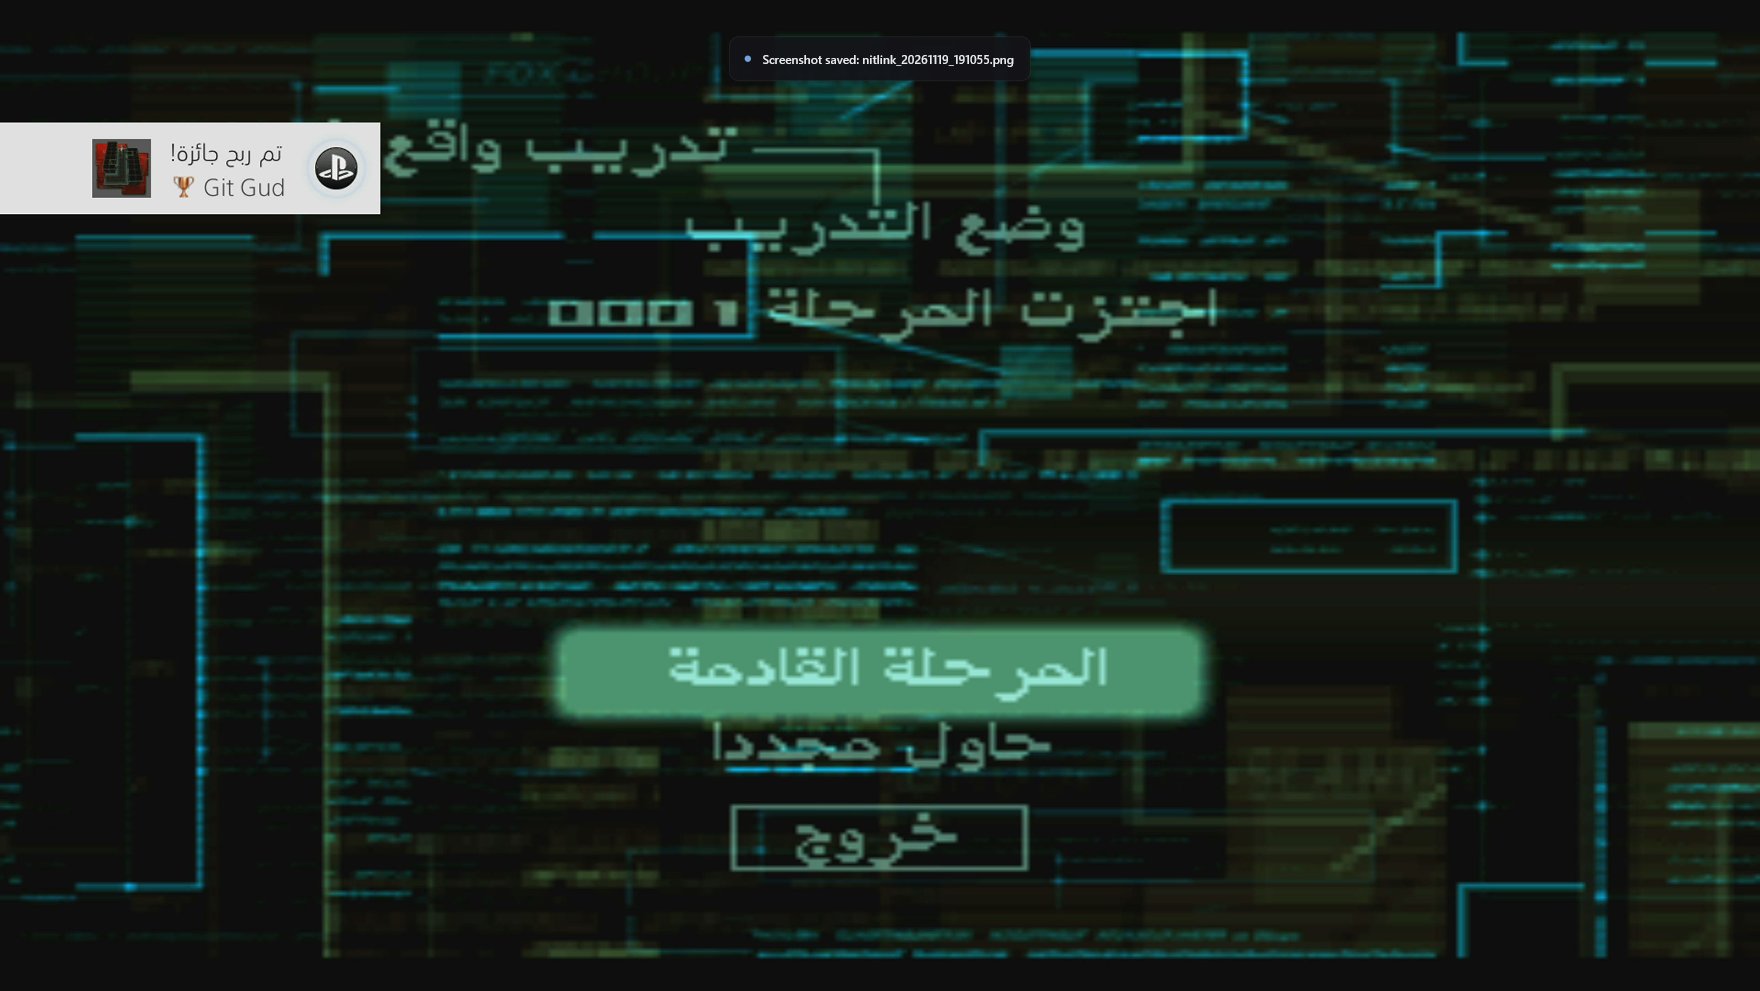 Screenshot saved: nitlink_20261119_191055.png
تم ربح جائزة!
Git Gud
تدريب واقع
وضع التدريب
اجتزت المرحلة 1
المرحلة القادمة
حاول مجددا
خروج